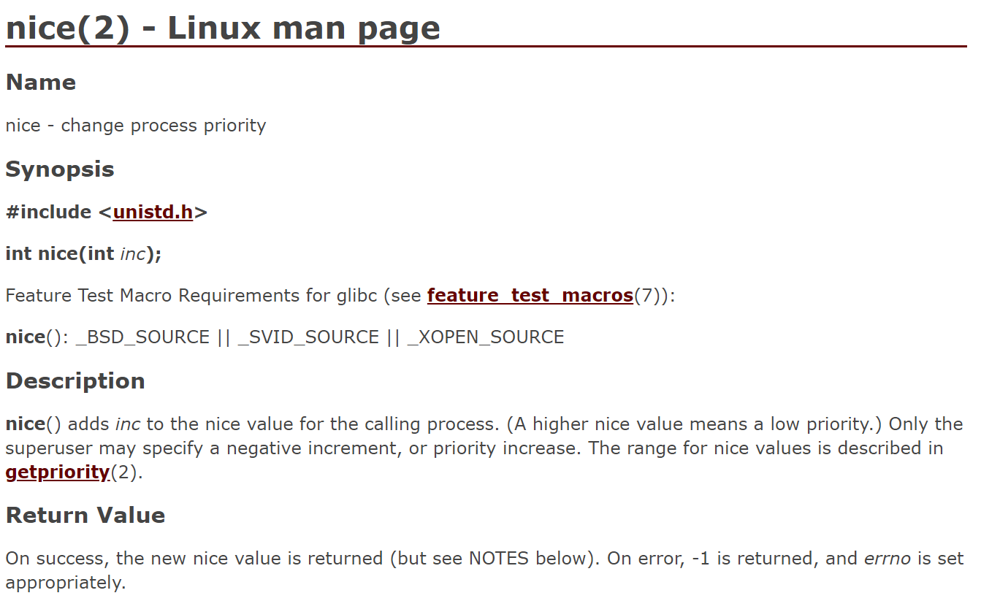 nice(2) - Linux man page
Name
nice - change process priority
Synopsis
#include <unistd.h>
int nice(int inc);
Feature Test Macro Requirements for glibc (see feature_test_macros(7)):
nice(): _BSD_SOURCE || _SVID_SOURCE || _XOPEN_SOURCE
Description
nice() adds inc to the nice value for the calling process. (A higher nice value means a low priority.) Only the
superuser may specify a negative increment, or priority increase. The range for nice values is described in
getpriority(2).
Return Value
On success, the new nice value is returned (but see NOTES below). On error, -1 is returned, and errno is set
appropriately.